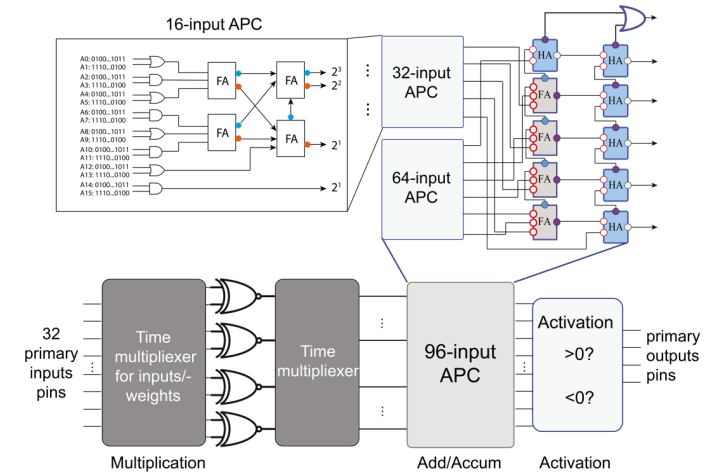 16-input APC
A0: 0100...1011
A1: 1110...0100
A2: 0100...1011
A3: 1110...0100
A4: 0100...1011
A5: 1110...0100
A6: 0100...1011
A7: 1110...0100
A8: 0100...1011
A9: 1110...0100
A10: 0100...1011
A11: 1110...0100
A12: 0100...1011
A13: 1110...0100
A14: 0100...1011
A15: 1110...0100
FA
FA
FA
FA
2³
2²
2¹
2¹
...
...
32-input
APC
64-input
APC
HA
FA
FA
FA
FA
HA
HA
HA
HA
HA
32
primary
inputs
...
pins
Time
multipliexer
for inputs/-
weights
Time
multiplexer
...
...
96-input
APC
...
Activation
>0?
<0?
primary
outputs
pins
Multiplication
Add/Accum
Activation